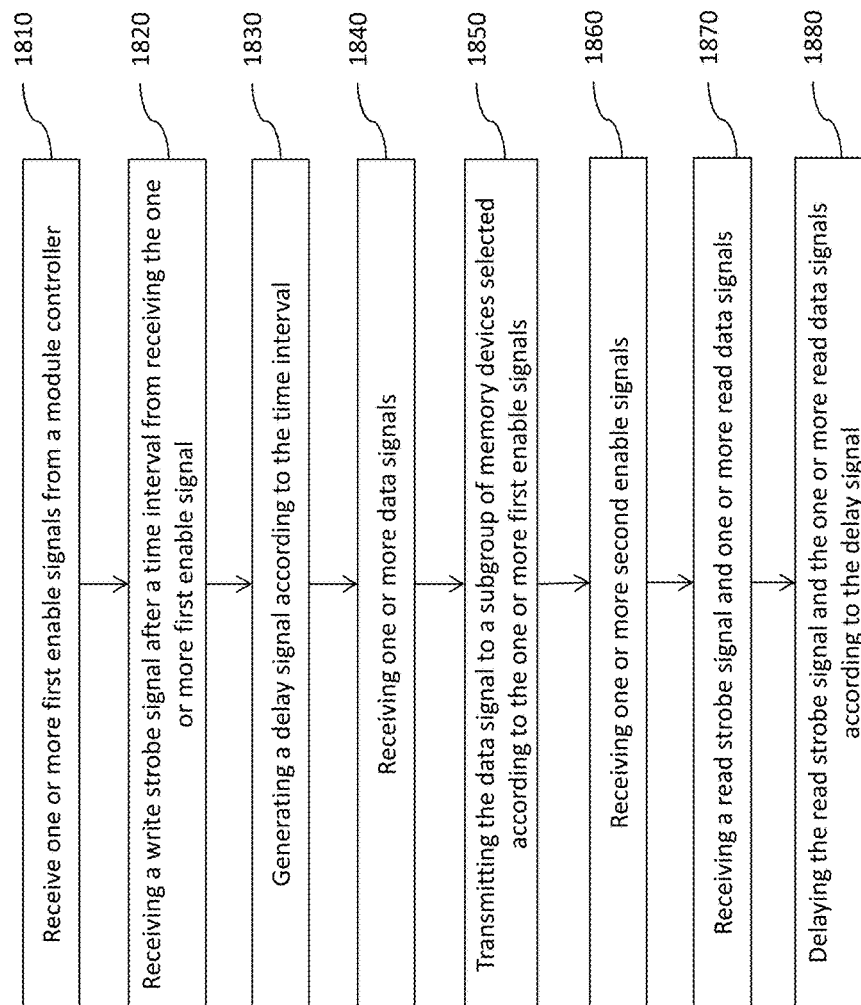 Receive one or more first enable signals from a module controller
1810
Receiving a write strobe signal after a time interval from receiving the one
or more first enable signal
1820
Generating a delay signal according to the time interval
1830
Receiving one or more data signals
1840
Transmitting the data signal to a subgroup of memory devices selected
according to the one or more first enable signals
1850
Receiving one or more second enable signals
1860
Receiving a read strobe signal and one or more read data signals
1870
Delaying the read strobe signal and the one or more read data signals
according to the delay signal
1880